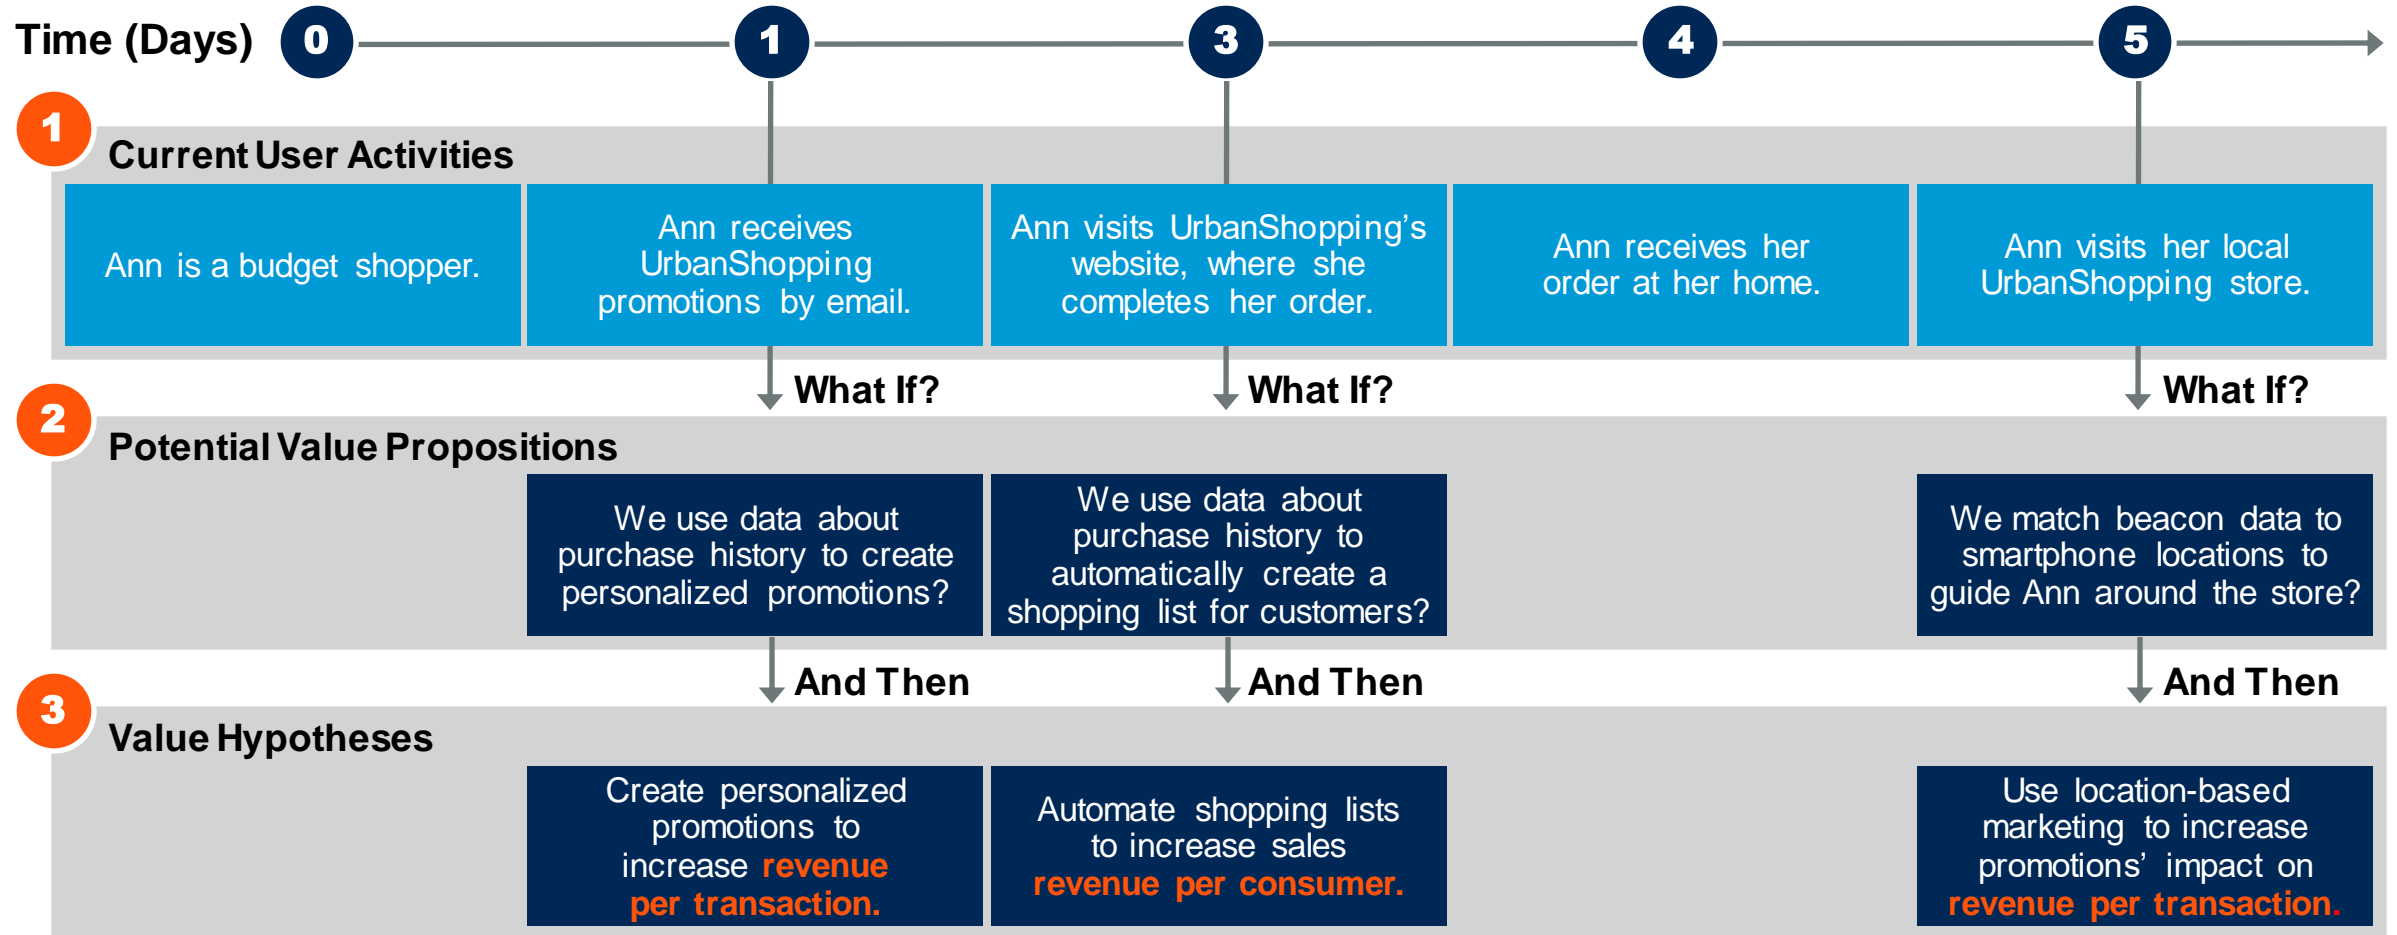 Time (Days) 0 1 3 4 5
1
Current User Activities
Ann is a budget shopper.
Ann receives
UrbanShopping
promotions by email.
Ann visits UrbanShopping’s
website, where she
completes her order.
Ann receives her
order at her home.
Ann visits her local
UrbanShopping store.
What If?
What If?
What If?
2
Potential Value Propositions
We use data about
purchase history to create
personalized promotions?
We use data about
purchase history to
automatically create a
shopping list for customers?
We match beacon data to
smartphone locations to
guide Ann around the store?
And Then
And Then
And Then
3
Value Hypotheses
Create personalized
promotions to
increase revenue
per transaction.
Automate shopping lists
to increase sales
revenue per consumer.
Use location-based
marketing to increase
promotions’ impact on
revenue per transaction.